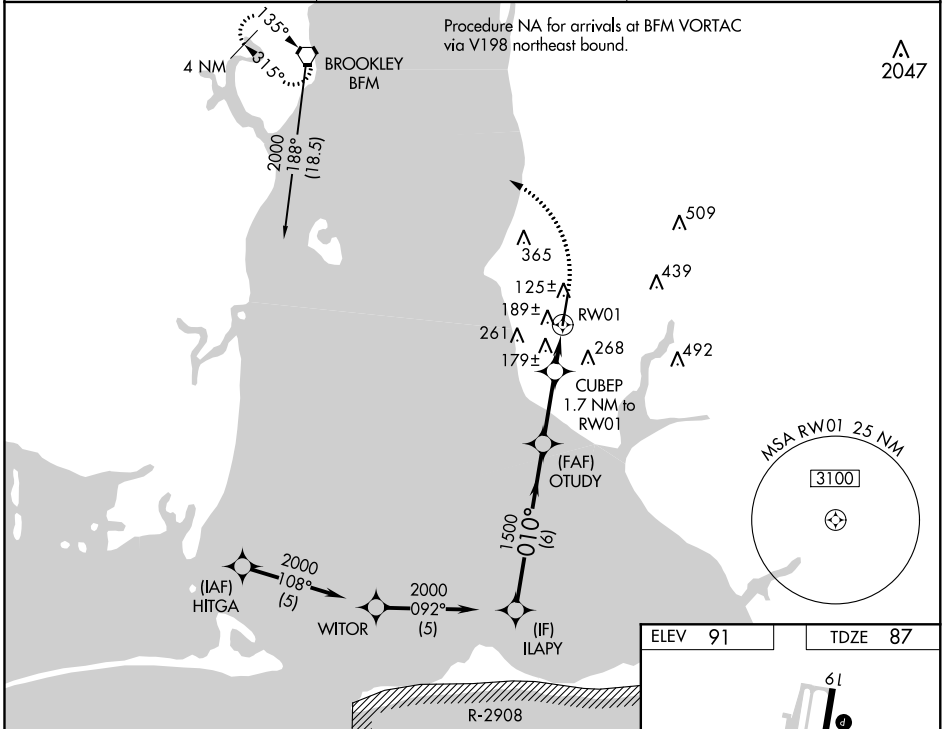 Procedure NA for arrivals at BFM VORTAC
via V198 northeast bound.
2047
135°
315°
4 NM
BROOKLEY
BFM
2000
188°
(18.5)
509
365
439
125±
189±
RW01
261
179±
268
492
CUBEP
1.7 NM to
RW01
(FAF)
OTUDY
MSA RW01 25 NM
3100
1500
010°
(6)
2000
108°
(5)
(IAF)
HITGA
WITOR
2000
092°
(5)
(IF)
ILAPY
R-2908
ELEV 91
TDZE 87
19
P